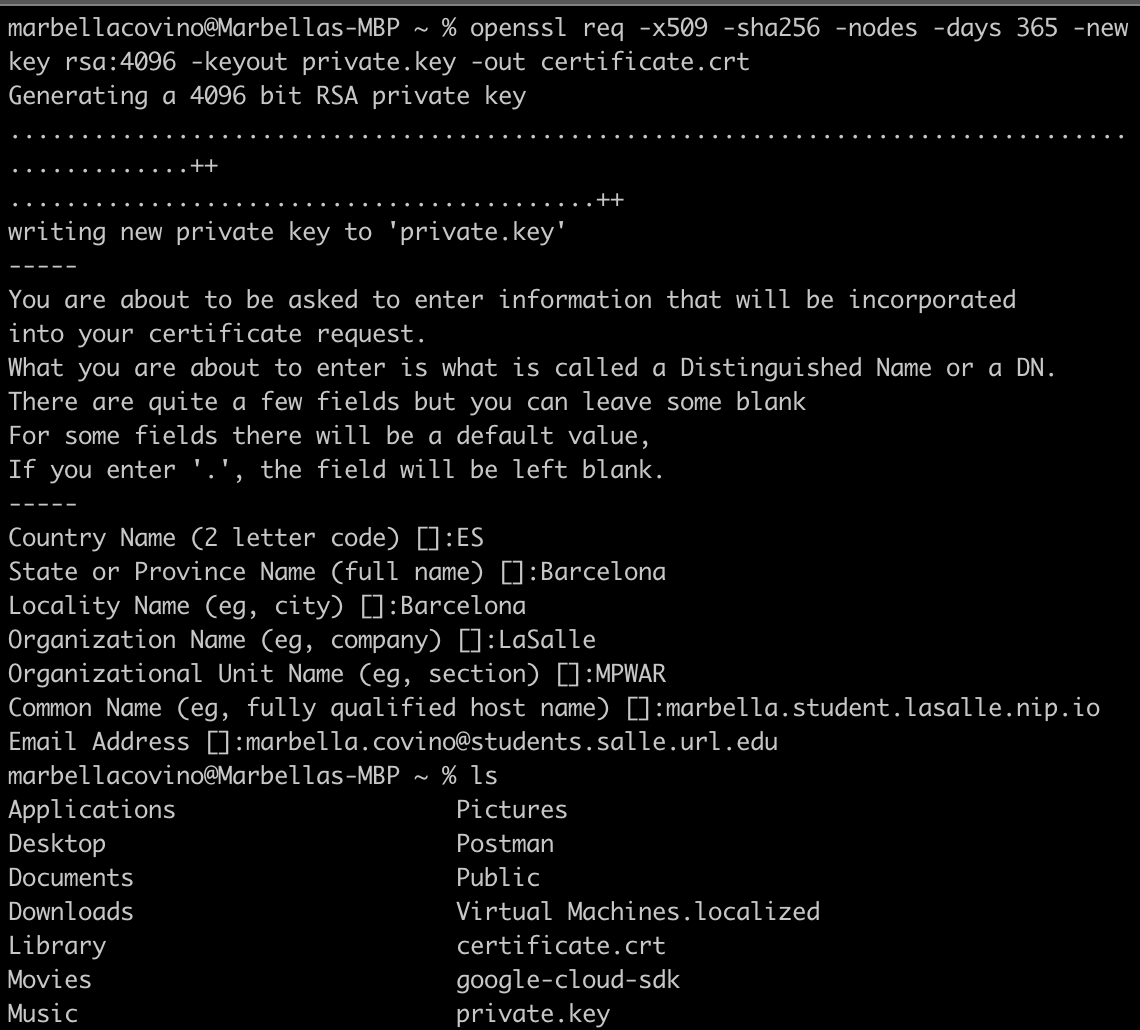 marbellacovino@Marbellas-MBP ~ % openssl req -x509 -sha256 -nodes -days 365 -new
key rsa:4096 -keyout private.key -out certificate.crt
Generating a 4096 bit RSA private key
................................................................................
.............++
..........................................++
writing new private key to 'private.key'
-----
You are about to be asked to enter information that will be incorporated
into your certificate request.
What you are about to enter is what is called a Distinguished Name or a DN.
There are quite a few fields but you can leave some blank
For some fields there will be a default value,
If you enter '.', the field will be left blank.
-----
Country Name (2 letter code) []:ES
State or Province Name (full name) []:Barcelona
Locality Name (eg, city) []:Barcelona
Organization Name (eg, company) []:LaSalle
Organizational Unit Name (eg, section) []:MPWAR
Common Name (eg, fully qualified host name) []:marbella.student.lasalle.nip.io
Email Address []:marbella.covino@students.salle.url.edu
marbellacovino@Marbellas-MBP ~ % ls
Applications Pictures
Desktop Postman
Documents Public
Downloads Virtual Machines.localized
Library certificate.crt
Movies google-cloud-sdk
Music private.key